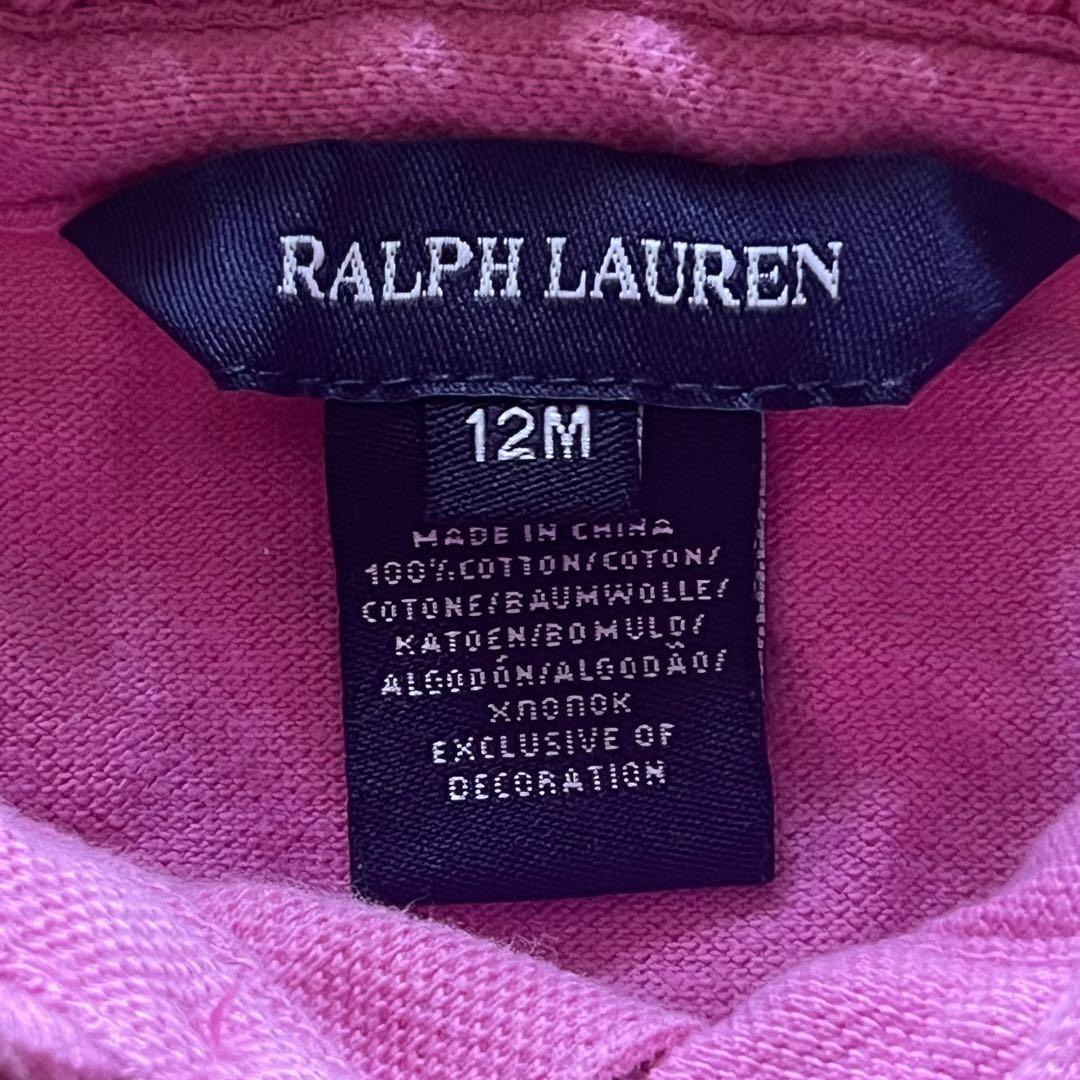 RALPH LAUREN
12M
MADE IN CHINA
100%COTTON/COTON/
COTONE/BAUMWOLLE/
KATOEN/BOMULD/
ALGODÓN/ALGODÃO/
ХЛОПОК
EXCLUSIVE OF
DECORATION